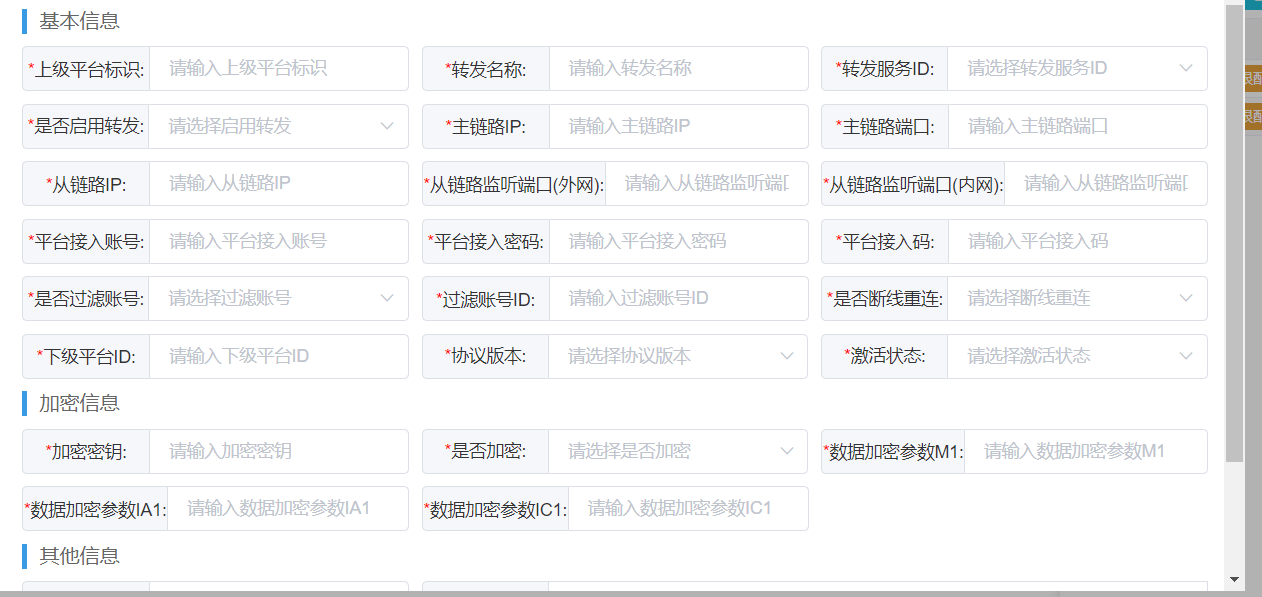 基本信息
*上级平台标识: 请输入上级平台标识 *转发名称: 请输入转发名称 *转发服务ID: 请选择转发服务ID
*是否启用转发: 请选择启用转发 *主链路IP: 请输入主链路IP *主链路端口: 请输入主链路端口
*从链路IP: 请输入从链路IP *从链路监听端口(外网): 请输入从链路监听端 *从链路监听端口(内网): 请输入从链路监听端
*平台接入账号: 请输入平台接入账号 *平台接入密码: 请输入平台接入密码 *平台接入码: 请输入平台接入码
*是否过滤账号: 请选择过滤账号 *过滤账号ID: 请输入过滤账号ID *是否断线重连: 请选择断线重连
*下级平台ID: 请输入下级平台ID *协议版本: 请选择协议版本 *激活状态: 请选择激活状态
加密信息
*加密密钥: 请输入加密密钥 *是否加密: 请选择是否加密 *数据加密参数M1: 请输入数据加密参数M1
*数据加密参数IA1: 请输入数据加密参数IA1 *数据加密参数IC1: 请输入数据加密参数IC1
其他信息